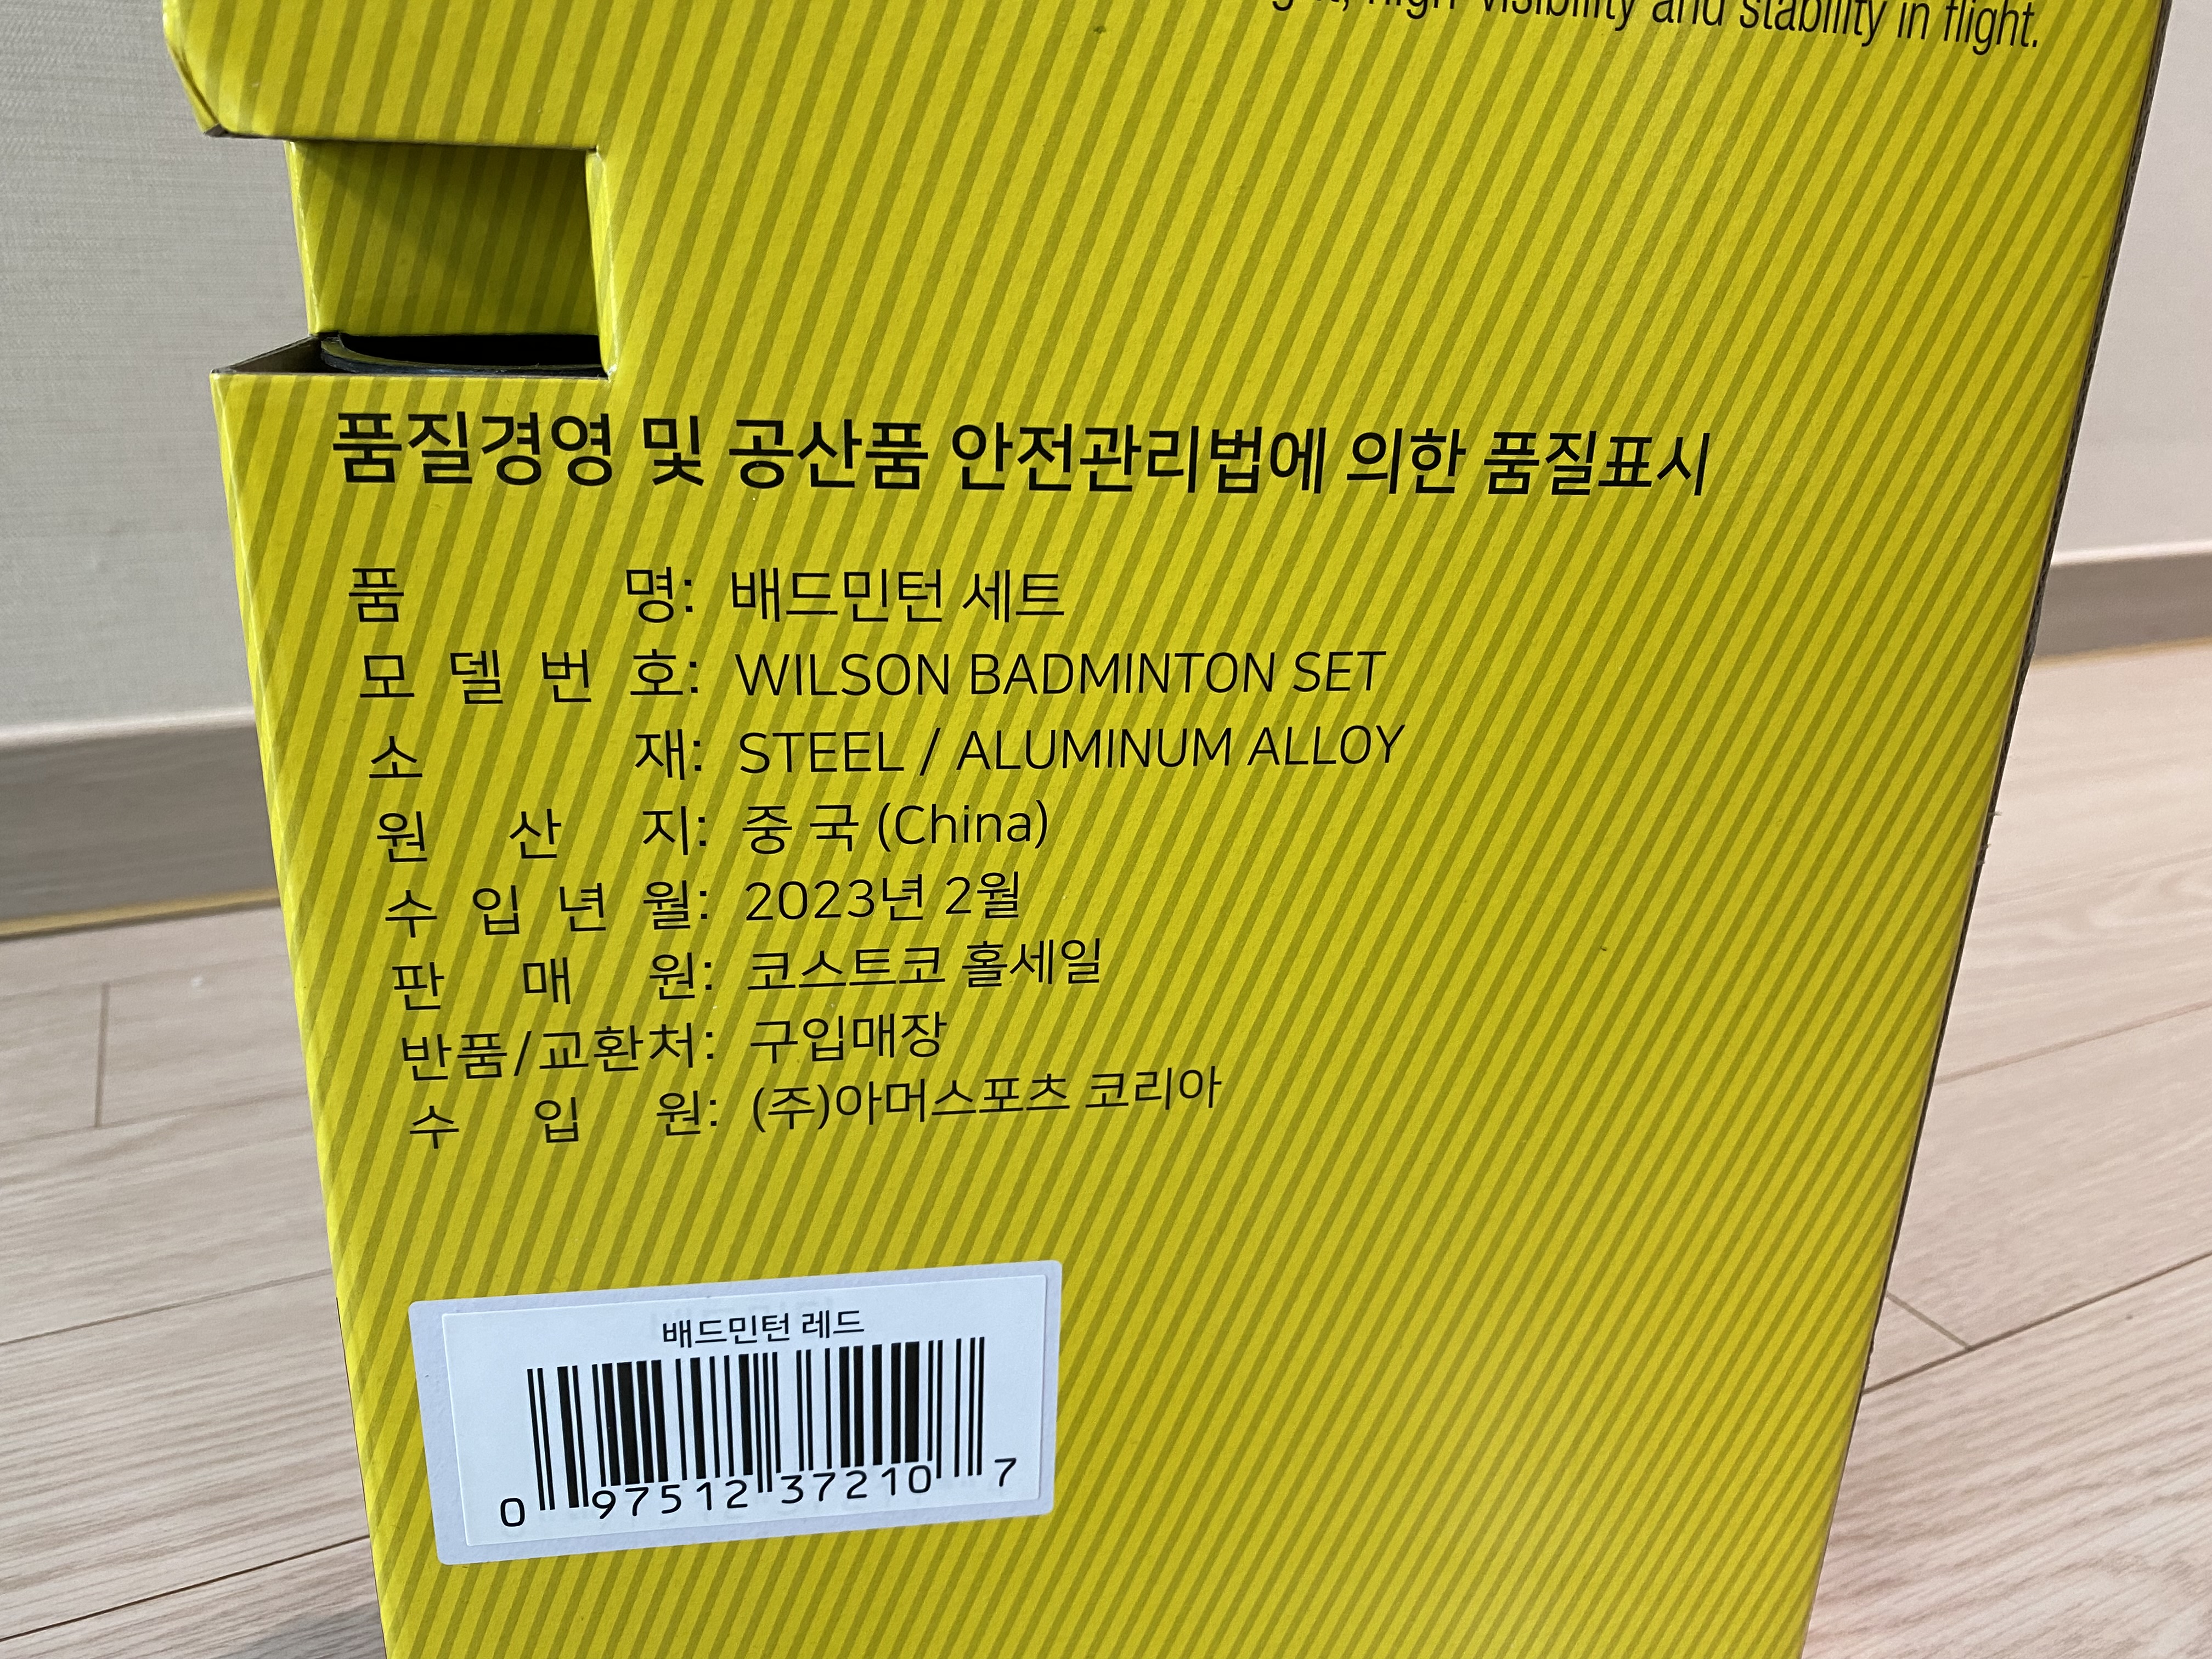 high visibility and stability in flight.
품질경영 및 공산품 안전관리법에 의한 품질표시
품 명: 배드민턴 세트
모 델 번 호: WILSON BADMINTON SET
소 재: STEEL / ALUMINUM ALLOY
원 산 지: 중 국 (China)
수 입 년 월: 2023년 2월
판 매 원: 코스트코 홀세일
반품/교환처: 구입매장
수 입 원: (주)아머스포츠 코리아
배드민턴 레드
0 97512 37210 7